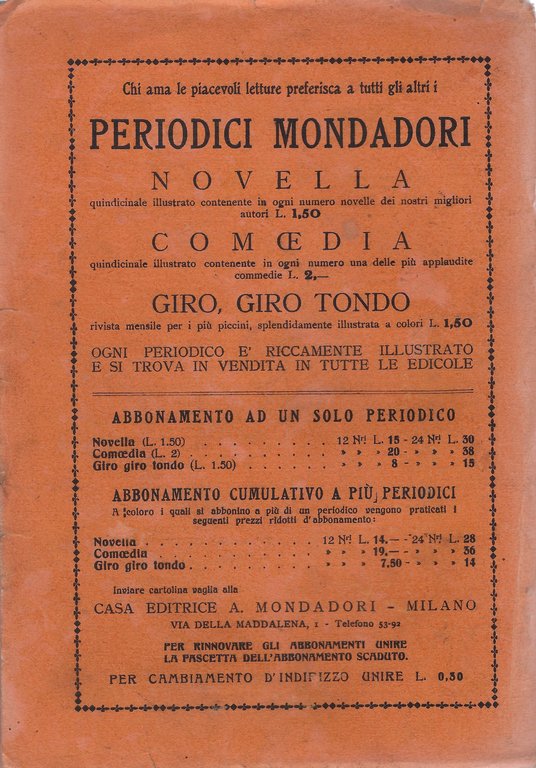 Chi ama le piacevoli letture preferisca a tutti gli altri i
PERIODICI MONDADORI
NOVELLA
quindicinale illustrato contenente in ogni numero novelle dei nostri migliori
autori L. 1,50
COMŒDIA
quindicinale illustrato contenente in ogni numero una delle più applaudite
commedie L. 2,—
GIRO, GIRO TONDO
rivista mensile per i più piccini, splendidamente illustrata a colori L. 1,50
OGNI PERIODICO E' RICCAMENTE ILLUSTRATO
E SI TROVA IN VENDITA IN TUTTE LE EDICOLE
ABBONAMENTO AD UN SOLO PERIODICO
Novella (L. 1.50) . . . . . . . . . . 12 Nri L. 15 - 24 Nri L. 30
Comœdia (L. 2) . . . . . . . . . . » » 20 - » » 38
Giro giro tondo (L. 1.50) . . . . . . . » » 8 - » » 15
ABBONAMENTO CUMULATIVO A PIÙ PERIODICI
A coloro i quali si abbonino a più di un periodico vengono praticati i
seguenti prezzi ridotti d'abbonamento:
Novella . . . . . . . . . . 12 Nri L. 14.— - 24 Nri L. 28
Comœdia . . . . . . . . . . » » 19.— - » » 36
Giro giro tondo . . . . . . . . . » » 7.50 - » » 14
Inviare cartolina vaglia alla
CASA EDITRICE A. MONDADORI – MILANO
VIA DELLA MADDALENA, 1 - Telefono 53-92
PER RINNOVARE GLI ABBONAMENTI UNIRE
LA FASCETTA DELL'ABBONAMENTO SCADUTO.
PER CAMBIAMENTO D'INDIRIZZO UNIRE L. 0,30